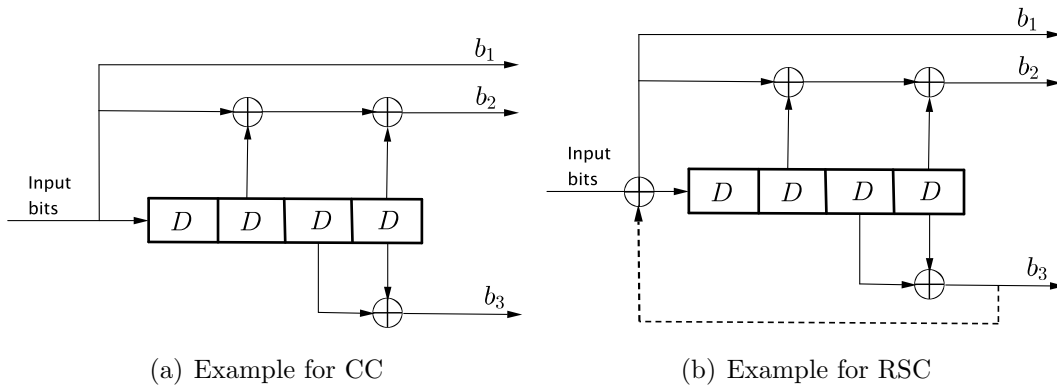 b₁
b₂
Input
bits
D D D D
b₃
(a) Example for CC
b₁
b₂
Input
bits
D D D D
b₃
(b) Example for RSC